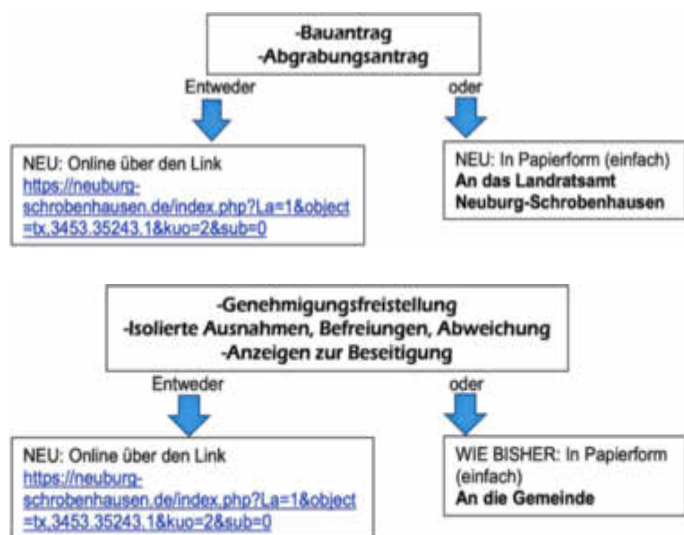 -Bauantrag
-Abgrabungsantrag
Entweder
oder
NEU: Online über den Link
https://neuburg-
schrobenhausen.de/index.php?La=1&object
=tx,3453.35243.1&kuo=2&sub=0
NEU: In Papierform (einfach)
An das Landratsamt
Neuburg-Schrobenhausen
-Genehmigungsfreistellung
-Isolierte Ausnahmen, Befreiungen, Abweichung
-Anzeigen zur Beseitigung
Entweder
oder
NEU: Online über den Link
https://neuburg-
schrobenhausen.de/index.php?La=1&object
=tx,3453.35243.1&kuo=2&sub=0
WIE BISHER: In Papierform
(einfach)
An die Gemeinde